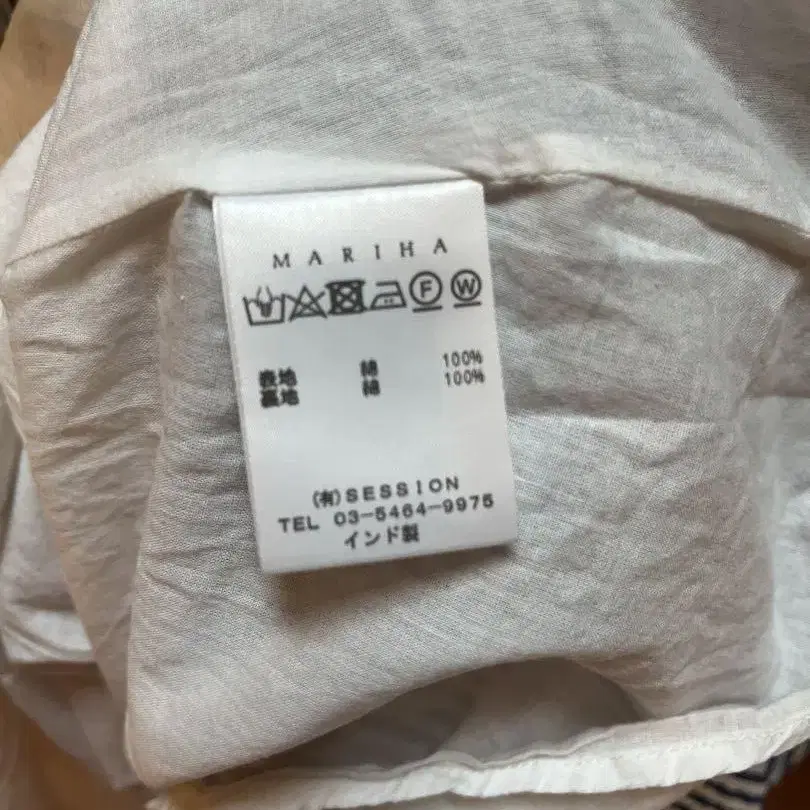 MARIHA
F W
表地 綿 100%
裏地 綿 100%
(有)SESSION
TEL 03-5464-9975
インド製